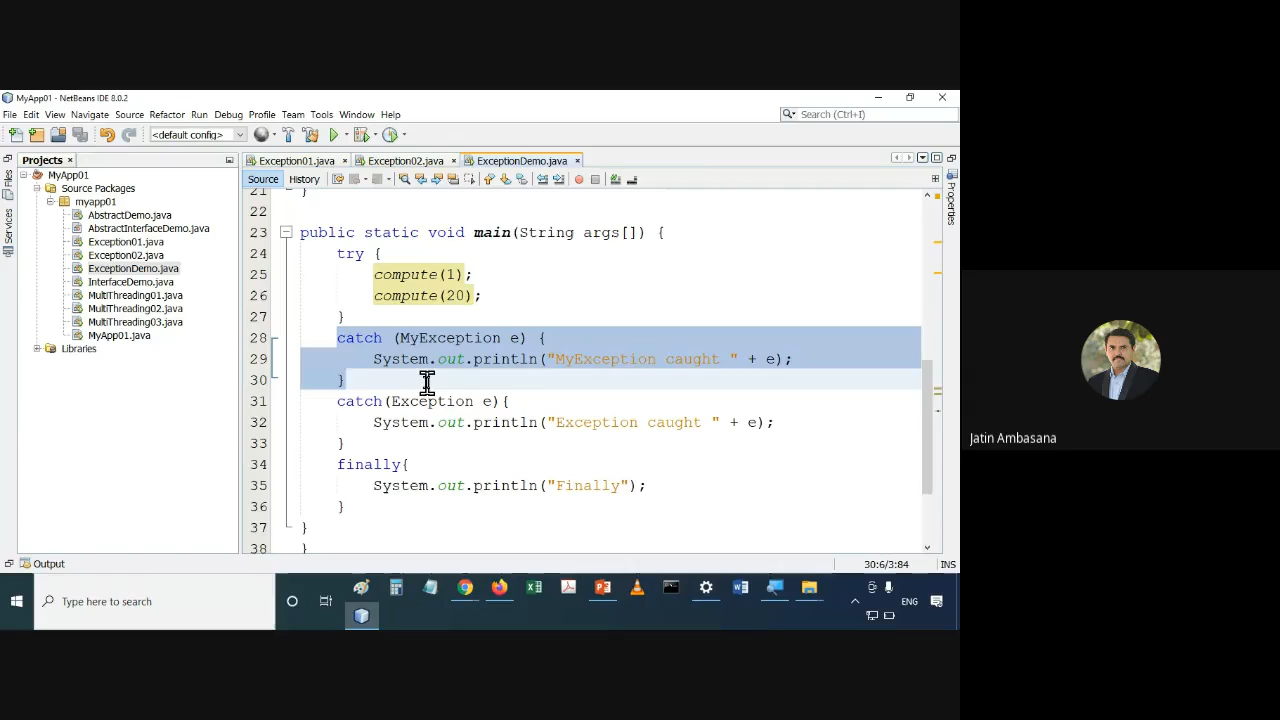 MyApp01 - NetBeans IDE 8.0.2
File Edit View Navigate Source Refactor Run Debug Profile Team Tools Window Help
Search (Ctrl+I)
<default config>
Projects ×
Exception01.java ×
Exception02.java ×
ExceptionDemo.java ×
Files
Services
Properties
MyApp01
Source Packages
myapp01
AbstractDemo.java
AbstractInterfaceDemo.java
Exception01.java
Exception02.java
ExceptionDemo.java
InterfaceDemo.java
MultiThreading01.java
MultiThreading02.java
MultiThreading03.java
MyApp01.java
Libraries
Source History
21 }
22
23 public static void main(String args[]) {
24 try {
25 compute(1);
26 compute(20);
27 }
28 catch (MyException e) {
29 System.out.println("MyException caught " + e);
30 }
31 catch(Exception e){
32 System.out.println("Exception caught " + e);
33 }
34 finally{
35 System.out.println("Finally");
36 }
37 }
38 }
Output
30:6/3:84 INS
Type here to search
ENG
Jatin Ambasana